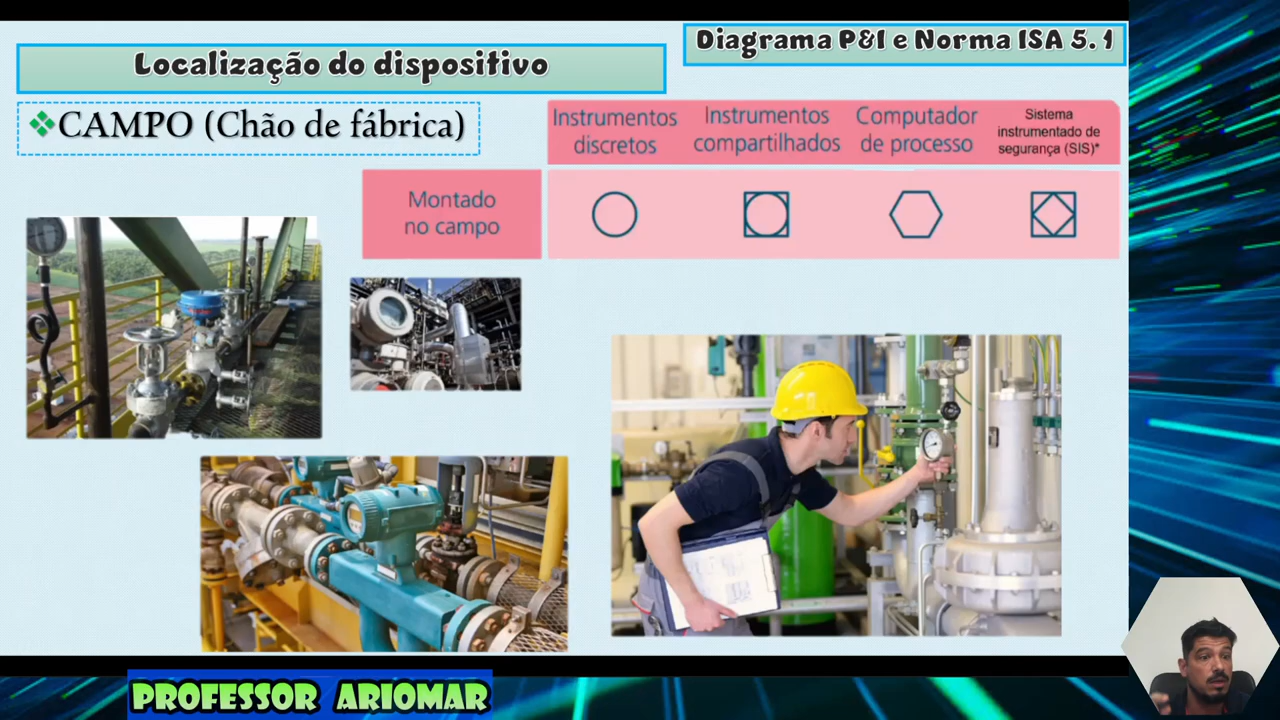 Diagrama P&I e Norma ISA 5.1
Localização do dispositivo
CAMPO (Chão de fábrica)
Instrumentos
discretos
Instrumentos
compartilhados
Computador
de processo
Sistema
instrumentado de
segurança (SIS)*
Montado
no campo
PROFESSOR ARIOMAR